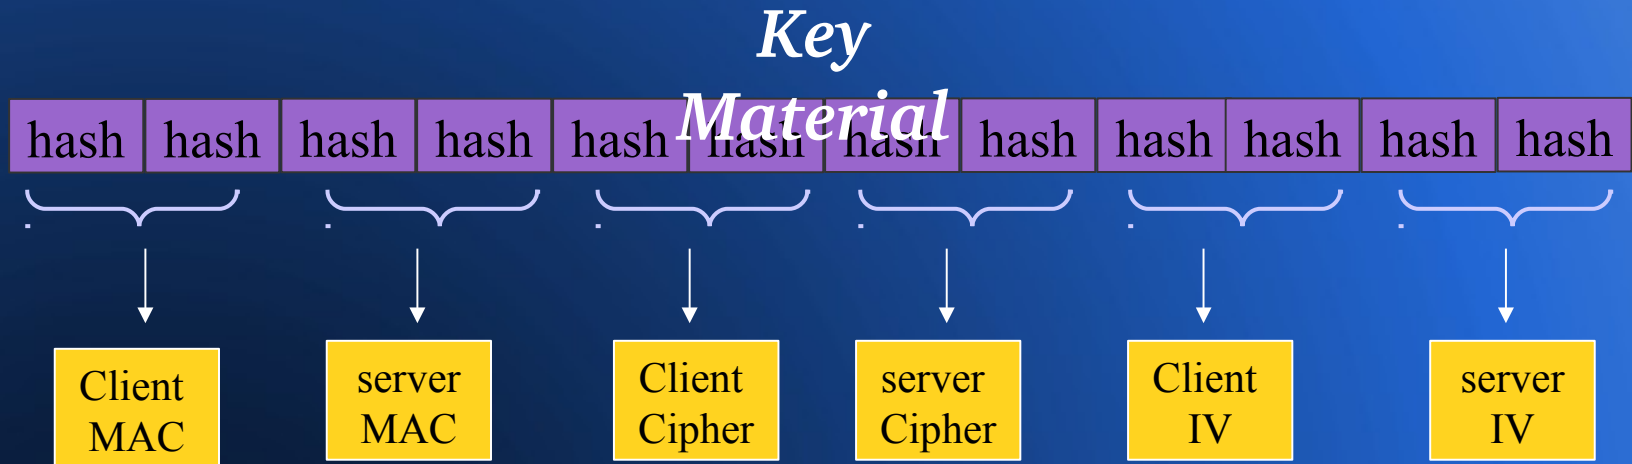 Key
Material
hash hash hash hash hash hash hash hash hash hash hash hash
Client server Client server Client server
MAC MAC Cipher Cipher IV IV